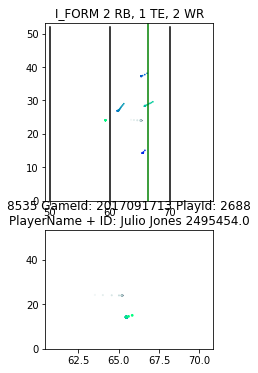 I_FORM 2 RB, 1 TE, 2 WR
50
40
30
20
10
0
50 60 70
8535 GameId: 2017091713 PlayId: 2688
PlayerName + ID: Julio Jones 2495454.0
40
20
0
62.5 65.0 67.5 70.0